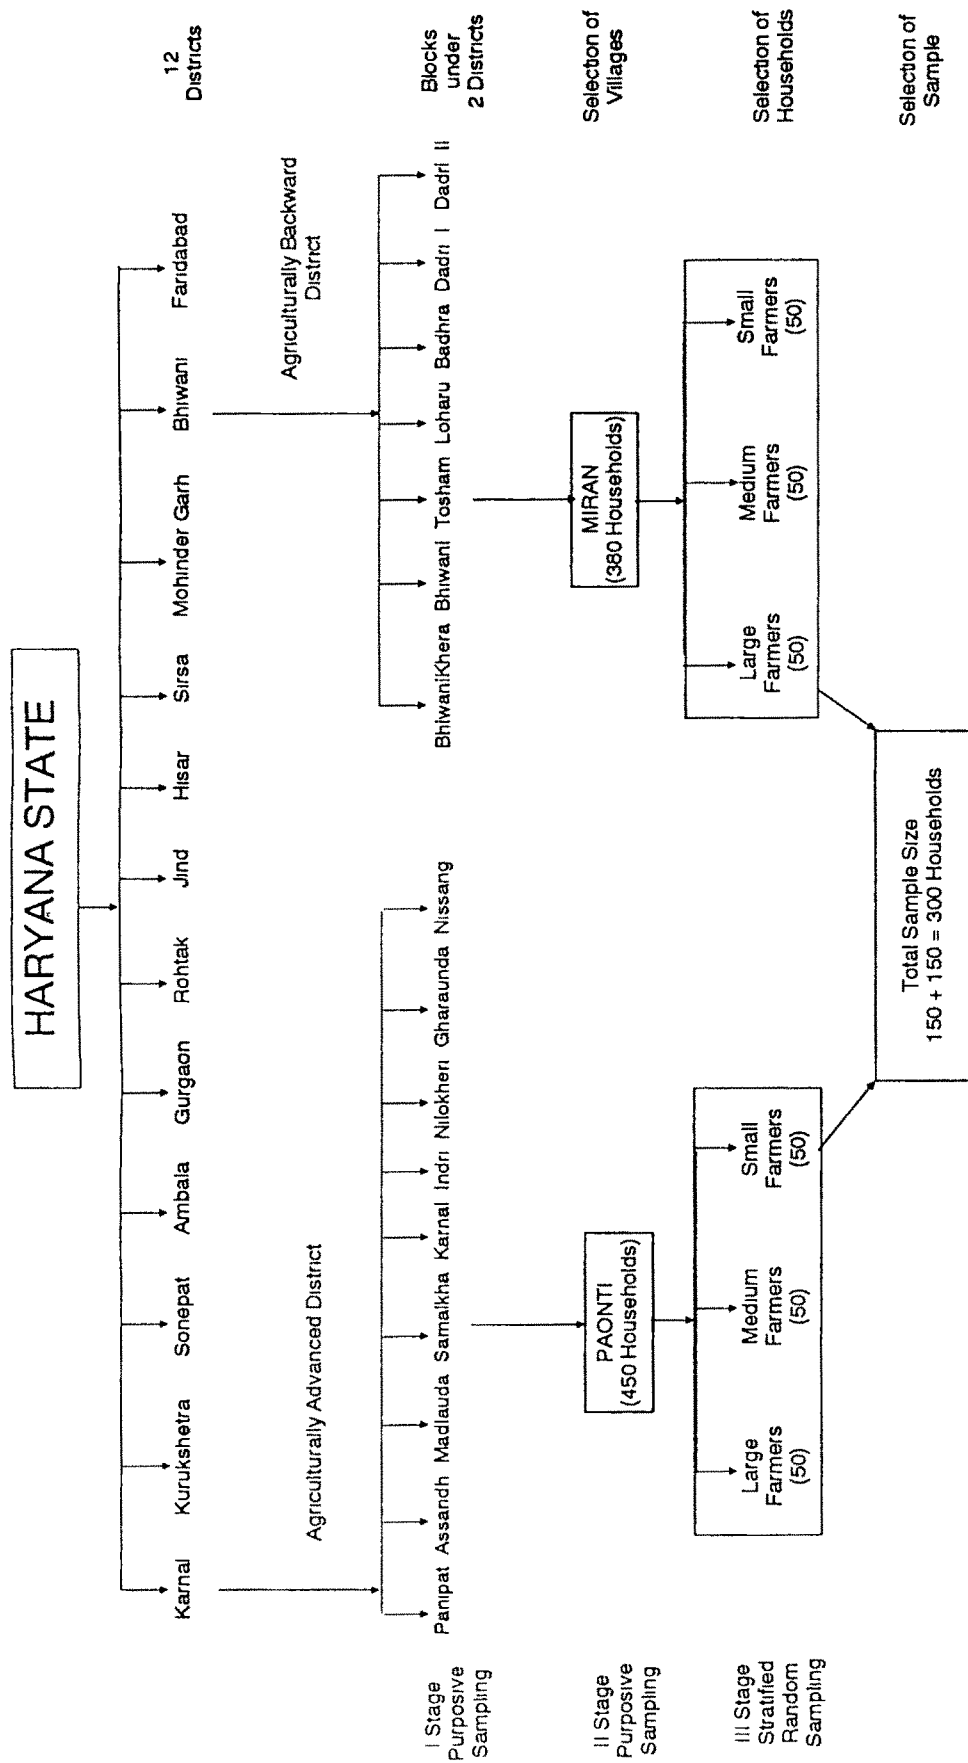 HARYANA STATE
12
Districts
Karnal Kurukshetra Sonepat Ambala Gurgaon Rohtak Jind Hisar Sirsa Mohinder Garh Bhiwani Faridabad
Agriculturally Advanced District
Agriculturally Backward
District
I Stage
Purposive
Sampling
Panipat Assandh Madlauda Samalkha Karnal Indri Nilokheri Gharaunda Nissang
BhiwaniKhera Bhiwani Tosham Loharu Badhra Dadri I Dadri II
Blocks
under
2 Districts
II Stage
Purposive
Sampling
PAONTI
(450 Households)
MIRAN
(380 Households)
Selection of
Villages
III Stage
Stratified
Random
Sampling
Large
Farmers
(50)
Medium
Farmers
(50)
Small
Farmers
(50)
Large
Farmers
(50)
Medium
Farmers
(50)
Small
Farmers
(50)
Selection of
Households
Total Sample Size
150 + 150 = 300 Households
Selection of
Sample